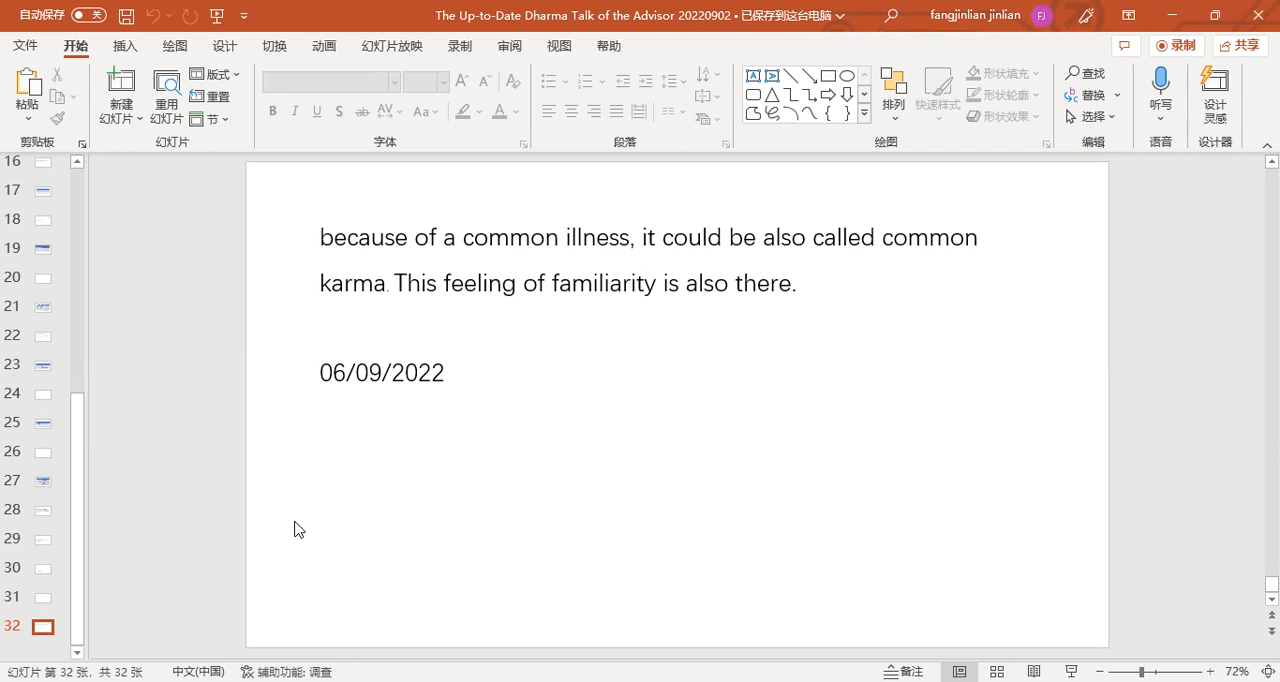 自动保存 关 The Up-to-Date Dharma Talk of the Advisor 20220902 • 已保存到这台电脑 fangjinlian jinlian FJ
文件 开始 插入 绘图 设计 切换 动画 幻灯片放映 录制 审阅 视图 帮助 录制 共享
粘贴 新建 幻灯片 重用 幻灯片 版式 重置 节 B I U S ab AV Aa A A A A 排列 快速样式 形状填充 形状轮廓 形状效果 查找 替换 选择 听写 设计 灵感
剪贴板 幻灯片 字体 段落 绘图 编辑 语音 设计器
16
17
18
19
20
21
22
23
24
25
26
27
28
29
30
31
32
because of a common illness, it could be also called common
karma. This feeling of familiarity is also there.
06/09/2022
幻灯片 第 32 张，共 32 张 中文(中国) 辅助功能: 调查 备注 72%